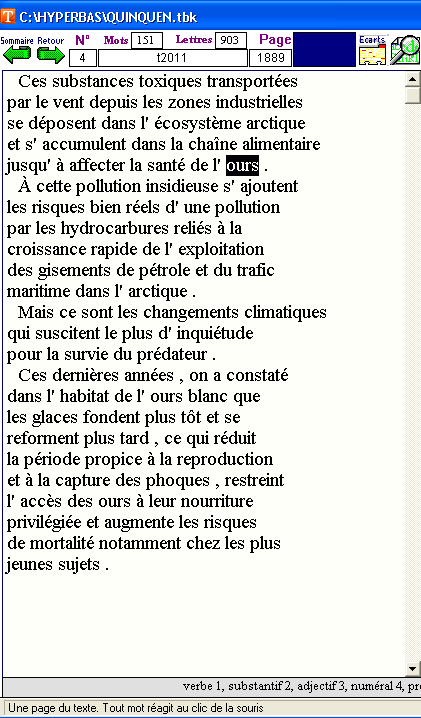 C:\HYPERBAS\QUINQUEN.tbk
Sommaire Retour N° Mots 151 Lettres 903 Page Ecarts
4 t2011 1889
Ces substances toxiques transportées
par le vent depuis les zones industrielles
se déposent dans l' écosystème arctique
et s' accumulent dans la chaîne alimentaire
jusqu' à affecter la santé de l' ours .
À cette pollution insidieuse s' ajoutent
les risques bien réels d' une pollution
par les hydrocarbures reliés à la
croissance rapide de l' exploitation
des gisements de pétrole et du trafic
maritime dans l' arctique .
Mais ce sont les changements climatiques
qui suscitent le plus d' inquiétude
pour la survie du prédateur .
Ces dernières années , on a constaté
dans l' habitat de l' ours blanc que
les glaces fondent plus tôt et se
reforment plus tard , ce qui réduit
la période propice à la reproduction
et à la capture des phoques , restreint
l' accès des ours à leur nourriture
privilégiée et augmente les risques
de mortalité notamment chez les plus
jeunes sujets .
verbe 1, substantif 2, adjectif 3, numéral 4, pr
Une page du texte. Tout mot réagit au clic de la souris